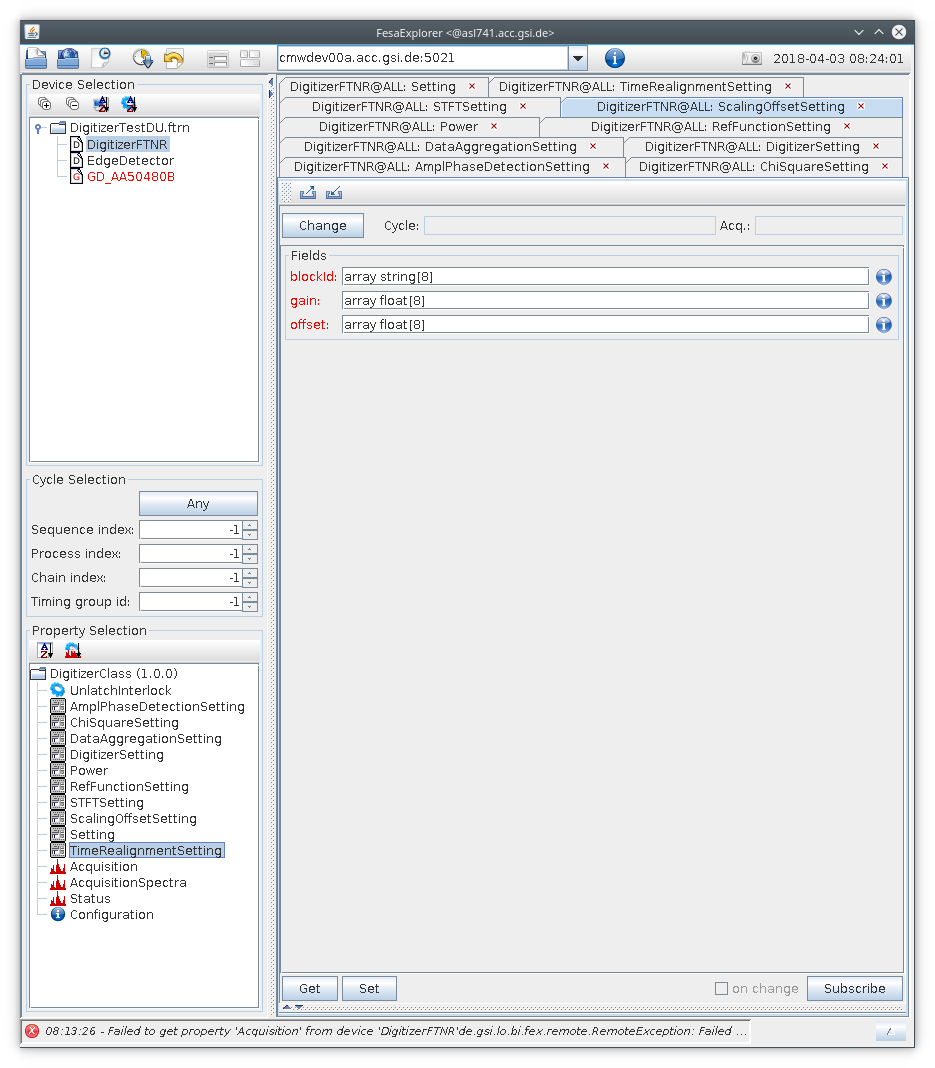 FesaExplorer <@asl741.acc.gsi.de>
cmwdev00a.acc.gsi.de:5021
2018-04-03 08:24:01
Device Selection
DigitizerTestDU.ftrn
DigitizerFTNR
EdgeDetector
GD_AA50480B
Cycle Selection
Any
Sequence index: -1
Process index: -1
Chain index: -1
Timing group id: -1
Property Selection
DigitizerClass (1.0.0)
UnlatchInterlock
AmplPhaseDetectionSetting
ChiSquareSetting
DataAggregationSetting
DigitizerSetting
Power
RefFunctionSetting
STFTSetting
ScalingOffsetSetting
Setting
TimeRealignmentSetting
Acquisition
AcquisitionSpectra
Status
Configuration
DigitizerFTNR@ALL: Setting × DigitizerFTNR@ALL: TimeRealignmentSetting ×
DigitizerFTNR@ALL: STFTSetting × DigitizerFTNR@ALL: ScalingOffsetSetting ×
DigitizerFTNR@ALL: Power × DigitizerFTNR@ALL: RefFunctionSetting ×
DigitizerFTNR@ALL: DataAggregationSetting × DigitizerFTNR@ALL: DigitizerSetting ×
DigitizerFTNR@ALL: AmplPhaseDetectionSetting × DigitizerFTNR@ALL: ChiSquareSetting ×
Change Cycle: Acq.:
Fields
blockId: array string[8]
gain: array float[8]
offset: array float[8]
Get Set on change Subscribe
08:13:26 - Failed to get property 'Acquisition' from device 'DigitizerFTNR'de.gsi.lo.bi.fex.remote.RemoteException: Failed ...